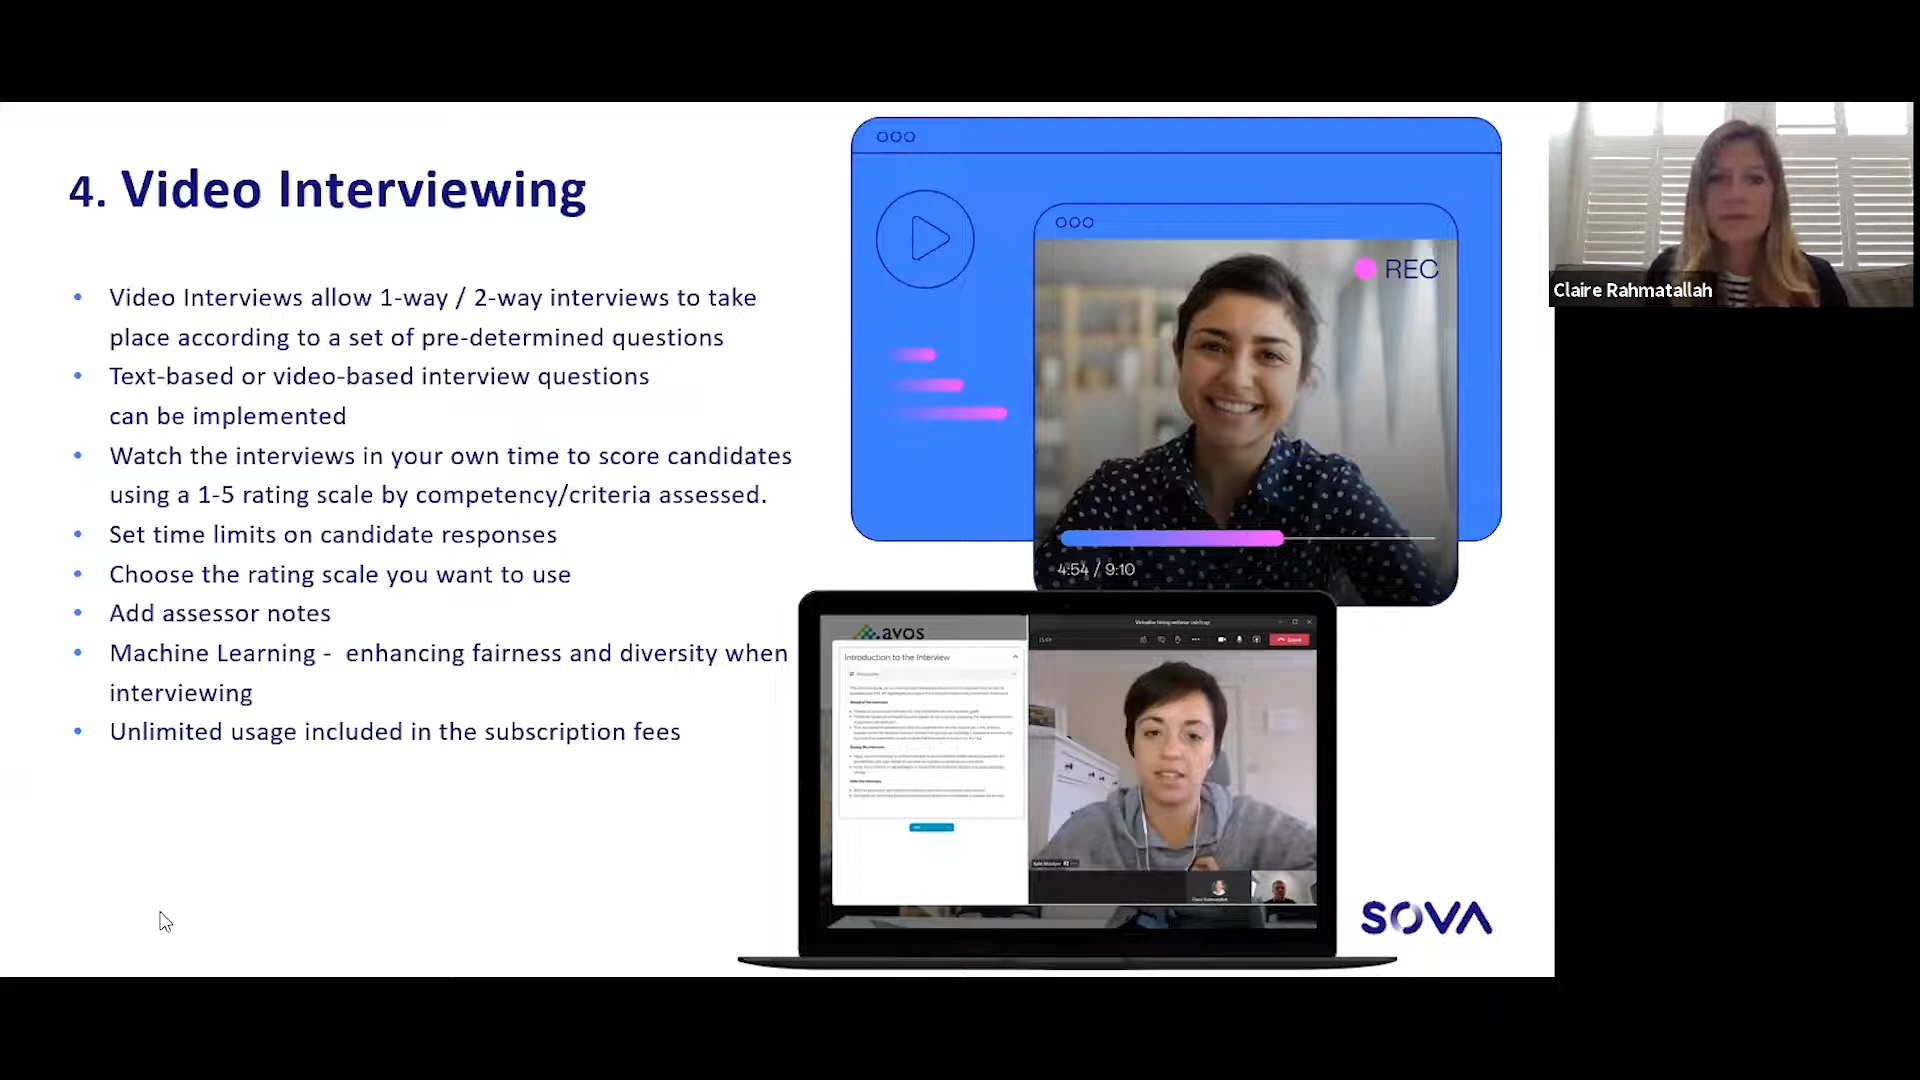 4. Video Interviewing
• Video Interviews allow 1-way / 2-way interviews to take
place according to a set of pre-determined questions
• Text-based or video-based interview questions
can be implemented
• Watch the interviews in your own time to score candidates
using a 1-5 rating scale by competency/criteria assessed.
• Set time limits on candidate responses
• Choose the rating scale you want to use
• Add assessor notes
• Machine Learning -  enhancing fairness and diversity when
interviewing
• Unlimited usage included in the subscription fees
REC
4:54 / 9:10
.avos
Introduction to the Interview
SOVA
Claire Rahmatallah